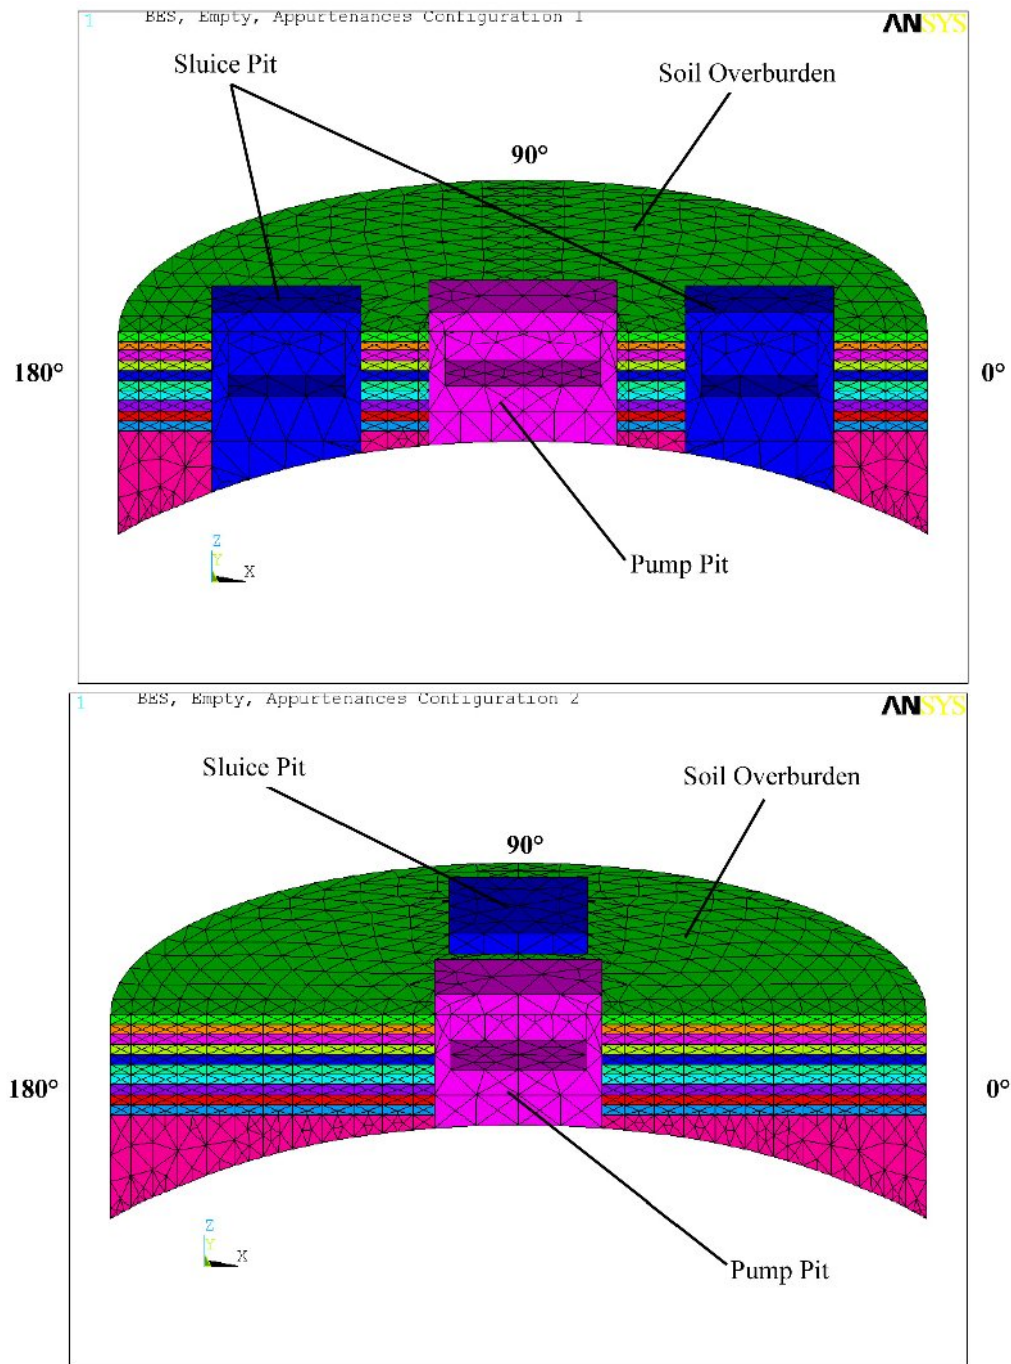 1 BES, Empty, Appurtenances Configuration 1 ANSYS
Sluice Pit
Soil Overburden
90°
180°
0°
Z
Y
X
Pump Pit
1 BES, Empty, Appurtenances Configuration 2 ANSYS
Sluice Pit
Soil Overburden
90°
180°
0°
Z
Y
X
Pump Pit